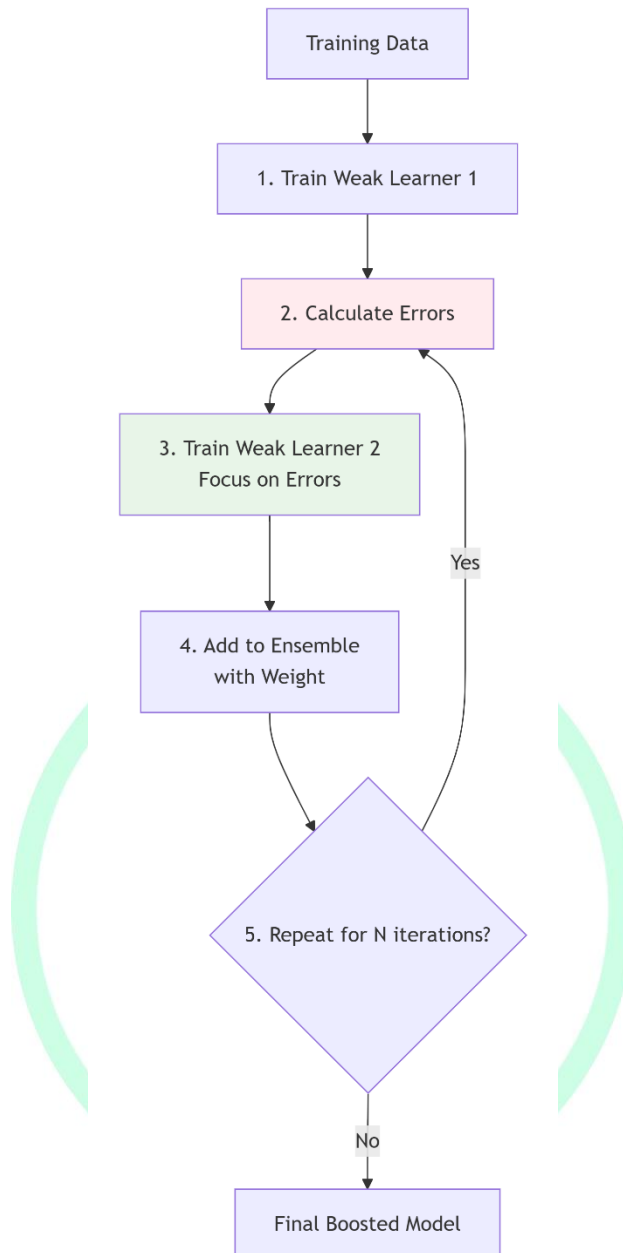 Training Data
1. Train Weak Learner 1
2. Calculate Errors
3. Train Weak Learner 2
Focus on Errors
Yes
4. Add to Ensemble
with Weight
5. Repeat for N iterations?
No
Final Boosted Model